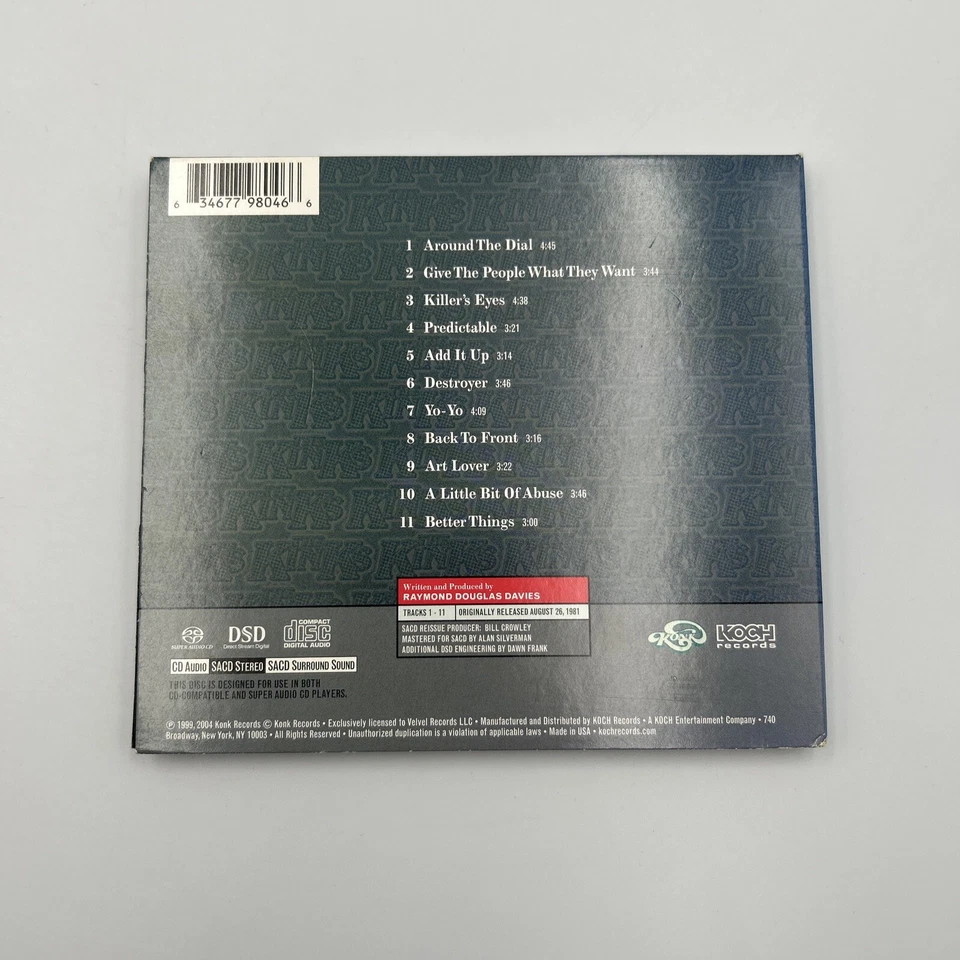 6 34677 98046 6
1 Around The Dial 4:45
2 Give The People What They Want 3:44
3 Killer's Eyes 4:38
4 Predictable 3:21
5 Add It Up 3:14
6 Destroyer 3:46
7 Yo-Yo 4:09
8 Back To Front 3:16
9 Art Lover 3:22
10 A Little Bit Of Abuse 3:46
11 Better Things 3:00
Written and Produced by
RAYMOND DOUGLAS DAVIES
TRACKS 1 - 11 ORIGINALLY RELEASED AUGUST 26, 1981
SACD REISSUE PRODUCER: BILL CROWLEY
MASTERED FOR SACD BY ALAN SILVERMAN
ADDITIONAL DSD ENGINEERING BY DAWN FRANK
SUPER AUDIO CD
DSD
Direct Stream Digital
COMPACT
disc
DIGITAL AUDIO
Konk
KOCH
records
CD AUDIO SACD STEREO SACD SURROUND SOUND
THIS DISC IS DESIGNED FOR USE IN BOTH
CD-COMPATIBLE AND SUPER AUDIO CD PLAYERS.
℗ 1999, 2004 Konk Records © Konk Records • Exclusively licensed to Velvel Records LLC • Manufactured and Distributed by KOCH Records • A KOCH Entertainment Company • 740
Broadway, New York, NY 10003 • All Rights Reserved • Unauthorized duplication is a violation of applicable laws • Made in USA • kochrecords.com